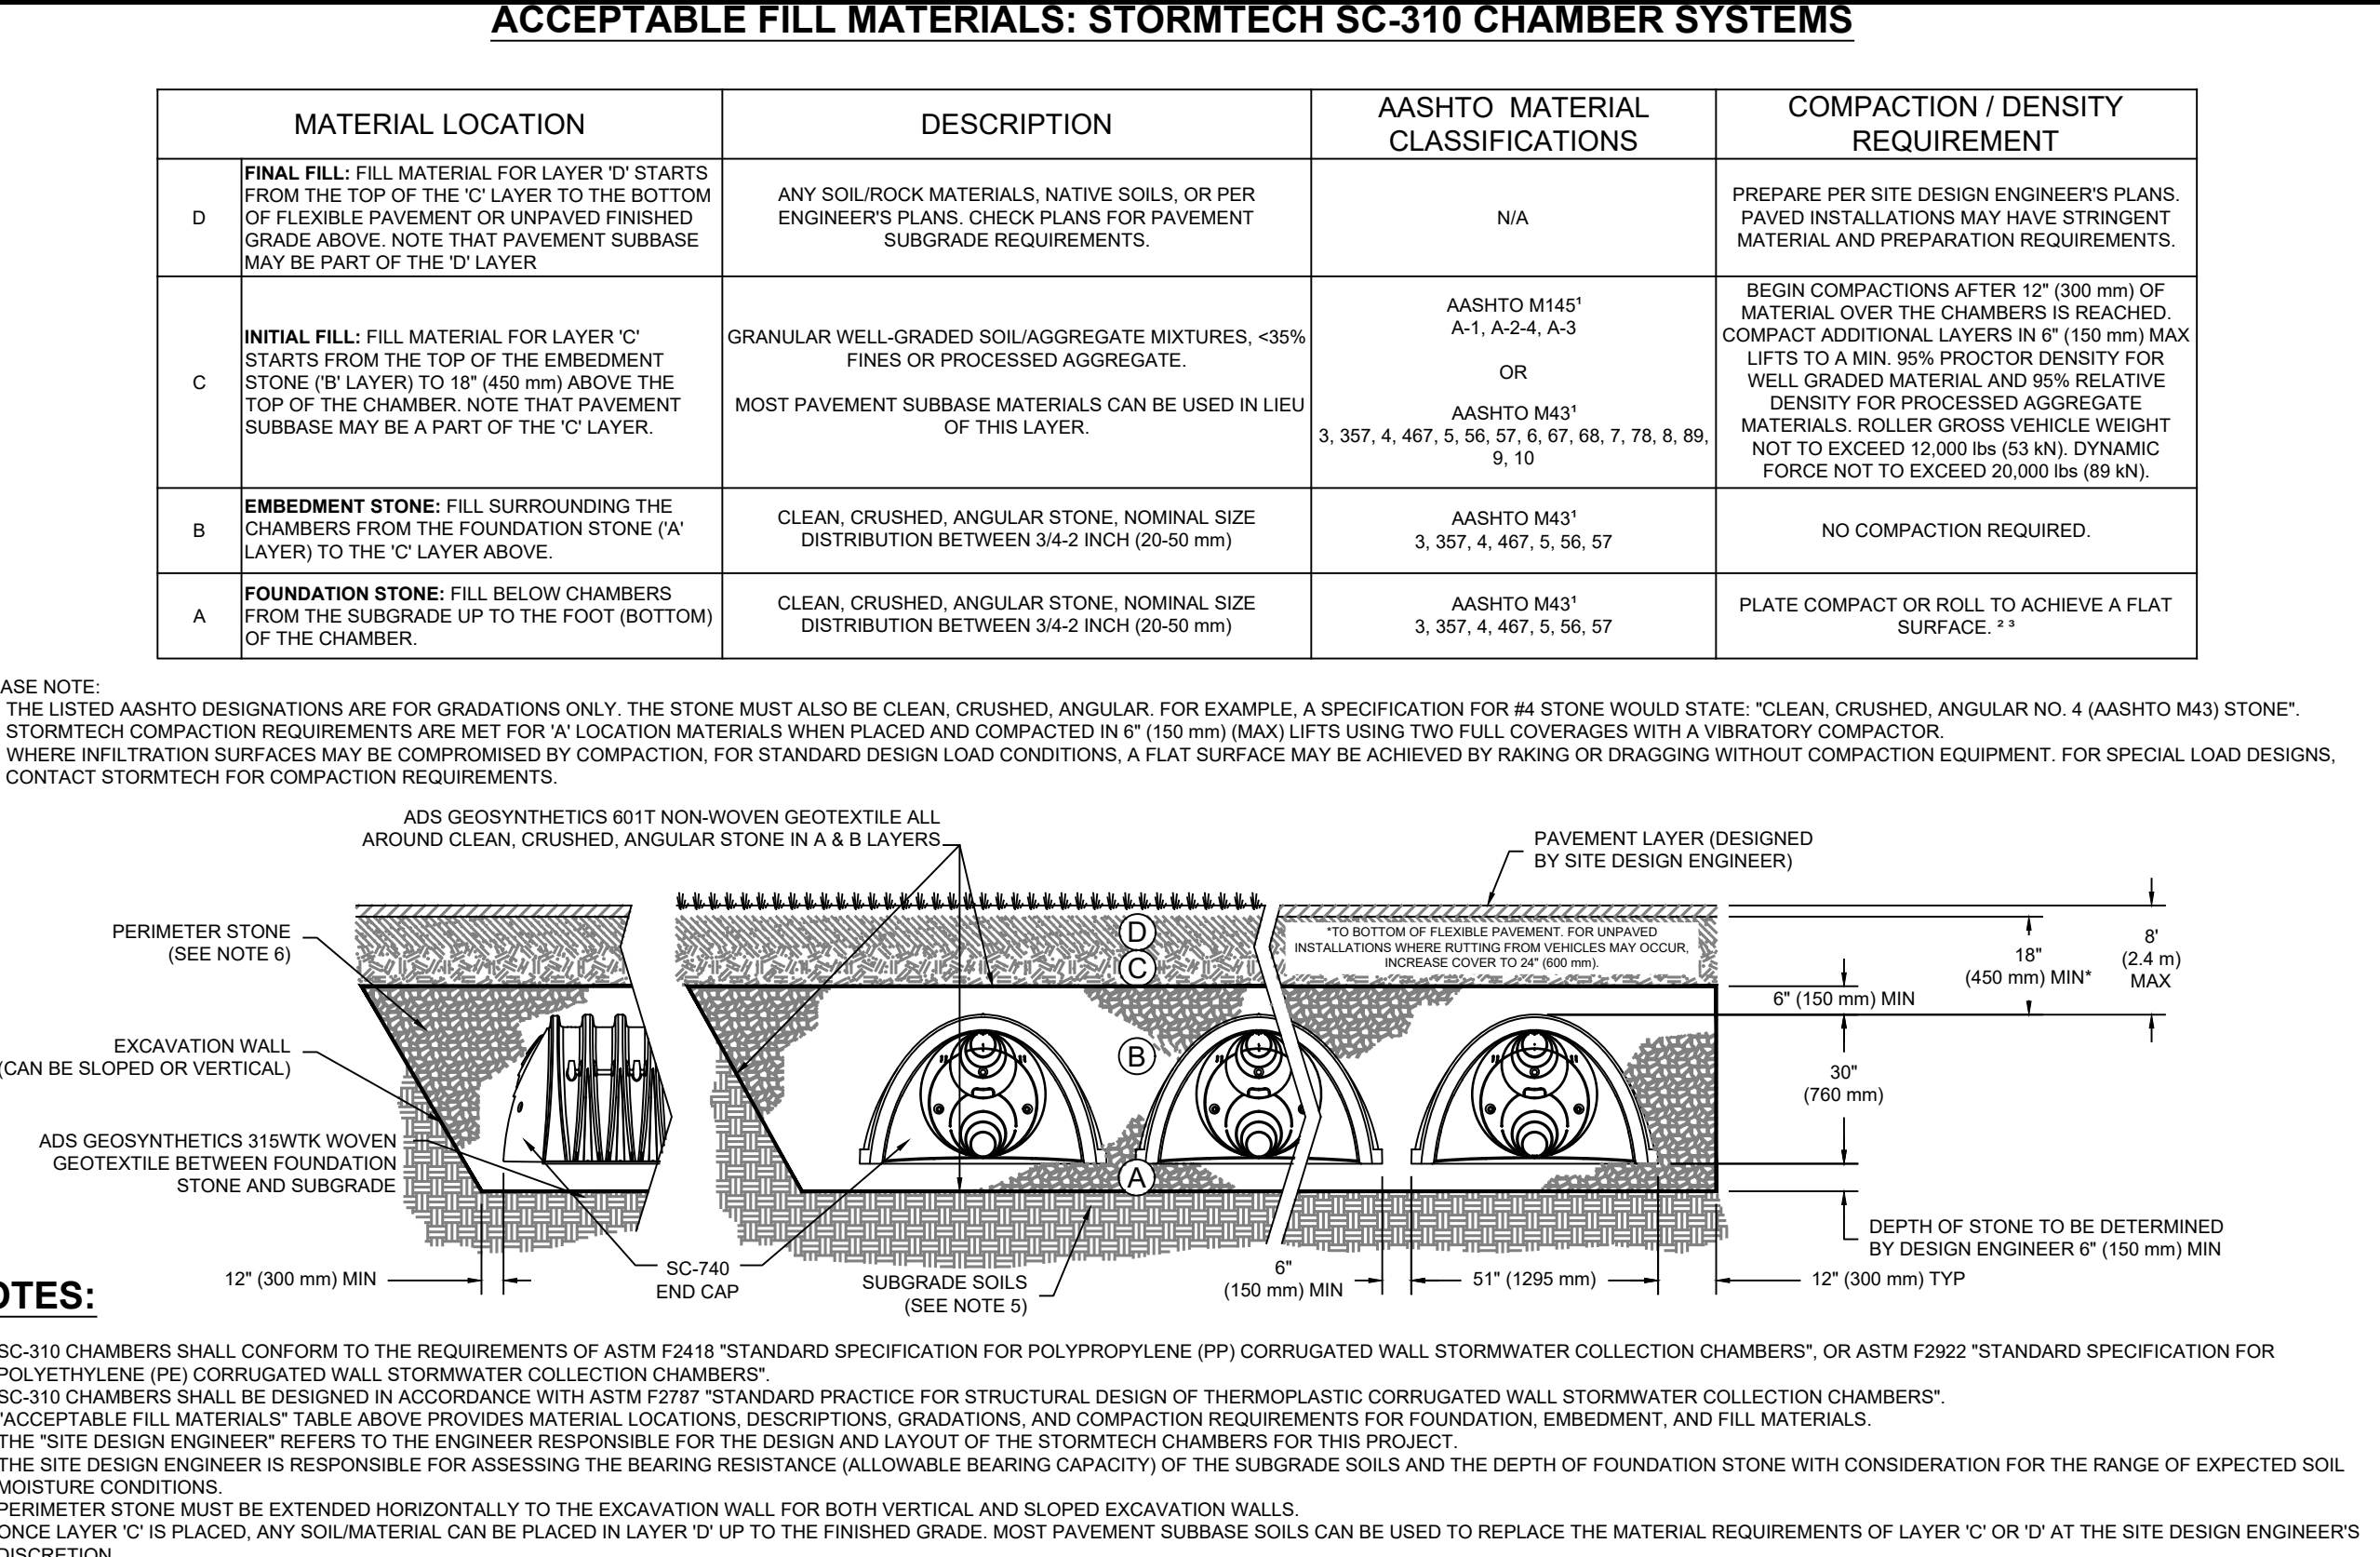 ACCEPTABLE FILL MATERIALS: STORMTECH SC-310 CHAMBER SYSTEMS
MATERIAL LOCATION
DESCRIPTION
AASHTO MATERIAL
CLASSIFICATIONS
COMPACTION / DENSITY
REQUIREMENT
D
FINAL FILL: FILL MATERIAL FOR LAYER 'D' STARTS
FROM THE TOP OF THE 'C' LAYER TO THE BOTTOM
OF FLEXIBLE PAVEMENT OR UNPAVED FINISHED
GRADE ABOVE. NOTE THAT PAVEMENT SUBBASE
MAY BE PART OF THE 'D' LAYER
ANY SOIL/ROCK MATERIALS, NATIVE SOILS, OR PER
ENGINEER'S PLANS. CHECK PLANS FOR PAVEMENT
SUBGRADE REQUIREMENTS.
N/A
PREPARE PER SITE DESIGN ENGINEER'S PLANS.
PAVED INSTALLATIONS MAY HAVE STRINGENT
MATERIAL AND PREPARATION REQUIREMENTS.
C
INITIAL FILL: FILL MATERIAL FOR LAYER 'C'
STARTS FROM THE TOP OF THE EMBEDMENT
STONE ('B' LAYER) TO 18" (450 mm) ABOVE THE
TOP OF THE CHAMBER. NOTE THAT PAVEMENT
SUBBASE MAY BE A PART OF THE 'C' LAYER.
GRANULAR WELL-GRADED SOIL/AGGREGATE MIXTURES, <35%
FINES OR PROCESSED AGGREGATE.
MOST PAVEMENT SUBBASE MATERIALS CAN BE USED IN LIEU
OF THIS LAYER.
AASHTO M145¹
A-1, A-2-4, A-3
OR
AASHTO M43¹
3, 357, 4, 467, 5, 56, 57, 6, 67, 68, 7, 78, 8, 89,
9, 10
BEGIN COMPACTIONS AFTER 12" (300 mm) OF
MATERIAL OVER THE CHAMBERS IS REACHED.
COMPACT ADDITIONAL LAYERS IN 6" (150 mm) MAX
LIFTS TO A MIN. 95% PROCTOR DENSITY FOR
WELL GRADED MATERIAL AND 95% RELATIVE
DENSITY FOR PROCESSED AGGREGATE
MATERIALS. ROLLER GROSS VEHICLE WEIGHT
NOT TO EXCEED 12,000 lbs (53 kN). DYNAMIC
FORCE NOT TO EXCEED 20,000 lbs (89 kN).
B
EMBEDMENT STONE: FILL SURROUNDING THE
CHAMBERS FROM THE FOUNDATION STONE ('A'
LAYER) TO THE 'C' LAYER ABOVE.
CLEAN, CRUSHED, ANGULAR STONE, NOMINAL SIZE
DISTRIBUTION BETWEEN 3/4-2 INCH (20-50 mm)
AASHTO M43¹
3, 357, 4, 467, 5, 56, 57
NO COMPACTION REQUIRED.
A
FOUNDATION STONE: FILL BELOW CHAMBERS
FROM THE SUBGRADE UP TO THE FOOT (BOTTOM)
OF THE CHAMBER.
CLEAN, CRUSHED, ANGULAR STONE, NOMINAL SIZE
DISTRIBUTION BETWEEN 3/4-2 INCH (20-50 mm)
AASHTO M43¹
3, 357, 4, 467, 5, 56, 57
PLATE COMPACT OR ROLL TO ACHIEVE A FLAT
SURFACE. ² ³
ASE NOTE:
THE LISTED AASHTO DESIGNATIONS ARE FOR GRADATIONS ONLY. THE STONE MUST ALSO BE CLEAN, CRUSHED, ANGULAR. FOR EXAMPLE, A SPECIFICATION FOR #4 STONE WOULD STATE: "CLEAN, CRUSHED, ANGULAR NO. 4 (AASHTO M43) STONE".
STORMTECH COMPACTION REQUIREMENTS ARE MET FOR 'A' LOCATION MATERIALS WHEN PLACED AND COMPACTED IN 6" (150 mm) (MAX) LIFTS USING TWO FULL COVERAGES WITH A VIBRATORY COMPACTOR.
WHERE INFILTRATION SURFACES MAY BE COMPROMISED BY COMPACTION, FOR STANDARD DESIGN LOAD CONDITIONS, A FLAT SURFACE MAY BE ACHIEVED BY RAKING OR DRAGGING WITHOUT COMPACTION EQUIPMENT. FOR SPECIAL LOAD DESIGNS,
CONTACT STORMTECH FOR COMPACTION REQUIREMENTS.
ADS GEOSYNTHETICS 601T NON-WOVEN GEOTEXTILE ALL
AROUND CLEAN, CRUSHED, ANGULAR STONE IN A & B LAYERS
PAVEMENT LAYER (DESIGNED
BY SITE DESIGN ENGINEER)
PERIMETER STONE
(SEE NOTE 6)
EXCAVATION WALL
(CAN BE SLOPED OR VERTICAL)
ADS GEOSYNTHETICS 315WTK WOVEN
GEOTEXTILE BETWEEN FOUNDATION
STONE AND SUBGRADE
D
C
B
A
*TO BOTTOM OF FLEXIBLE PAVEMENT. FOR UNPAVED
INSTALLATIONS WHERE RUTTING FROM VEHICLES MAY OCCUR,
INCREASE COVER TO 24" (600 mm).
8'
(2.4 m)
MAX
18"
(450 mm) MIN*
6" (150 mm) MIN
30"
(760 mm)
DEPTH OF STONE TO BE DETERMINED
BY DESIGN ENGINEER 6" (150 mm) MIN
12" (300 mm) MIN
SC-740
END CAP
SUBGRADE SOILS
(SEE NOTE 5)
6"
(150 mm) MIN
51" (1295 mm)
12" (300 mm) TYP
OTES:
SC-310 CHAMBERS SHALL CONFORM TO THE REQUIREMENTS OF ASTM F2418 "STANDARD SPECIFICATION FOR POLYPROPYLENE (PP) CORRUGATED WALL STORMWATER COLLECTION CHAMBERS", OR ASTM F2922 "STANDARD SPECIFICATION FOR
POLYETHYLENE (PE) CORRUGATED WALL STORMWATER COLLECTION CHAMBERS".
SC-310 CHAMBERS SHALL BE DESIGNED IN ACCORDANCE WITH ASTM F2787 "STANDARD PRACTICE FOR STRUCTURAL DESIGN OF THERMOPLASTIC CORRUGATED WALL STORMWATER COLLECTION CHAMBERS".
"ACCEPTABLE FILL MATERIALS" TABLE ABOVE PROVIDES MATERIAL LOCATIONS, DESCRIPTIONS, GRADATIONS, AND COMPACTION REQUIREMENTS FOR FOUNDATION, EMBEDMENT, AND FILL MATERIALS.
THE "SITE DESIGN ENGINEER" REFERS TO THE ENGINEER RESPONSIBLE FOR THE DESIGN AND LAYOUT OF THE STORMTECH CHAMBERS FOR THIS PROJECT.
THE SITE DESIGN ENGINEER IS RESPONSIBLE FOR ASSESSING THE BEARING RESISTANCE (ALLOWABLE BEARING CAPACITY) OF THE SUBGRADE SOILS AND THE DEPTH OF FOUNDATION STONE WITH CONSIDERATION FOR THE RANGE OF EXPECTED SOIL
MOISTURE CONDITIONS.
PERIMETER STONE MUST BE EXTENDED HORIZONTALLY TO THE EXCAVATION WALL FOR BOTH VERTICAL AND SLOPED EXCAVATION WALLS.
ONCE LAYER 'C' IS PLACED, ANY SOIL/MATERIAL CAN BE PLACED IN LAYER 'D' UP TO THE FINISHED GRADE. MOST PAVEMENT SUBBASE SOILS CAN BE USED TO REPLACE THE MATERIAL REQUIREMENTS OF LAYER 'C' OR 'D' AT THE SITE DESIGN ENGINEER'S
DISCRETION.